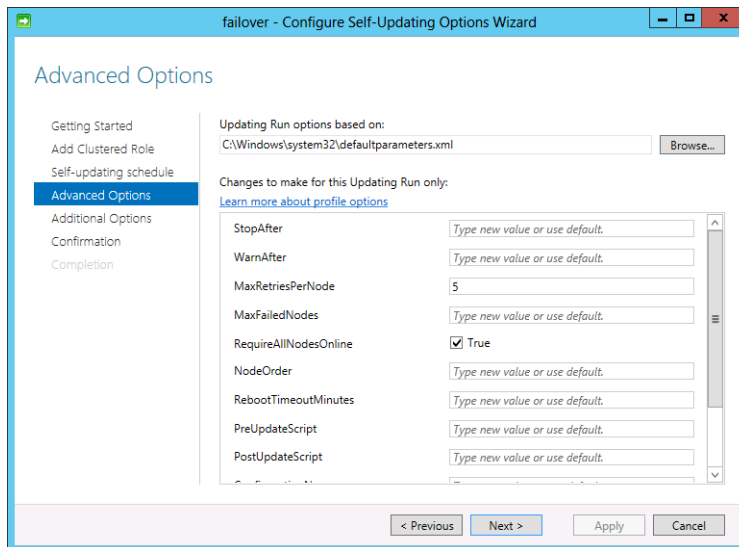 failover - Configure Self-Updating Options Wizard
Advanced Options
Getting Started
Add Clustered Role
Self-updating schedule
Advanced Options
Additional Options
Confirmation
Completion
Updating Run options based on:
C:\Windows\system32\defaultparameters.xml Browse...
Changes to make for this Updating Run only:
Learn more about profile options
StopAfter Type new value or use default.
WarnAfter Type new value or use default.
MaxRetriesPerNode 5
MaxFailedNodes Type new value or use default.
RequireAllNodesOnline True
NodeOrder Type new value or use default.
RebootTimeoutMinutes Type new value or use default.
PreUpdateScript Type new value or use default.
PostUpdateScript Type new value or use default.
< Previous Next > Apply Cancel